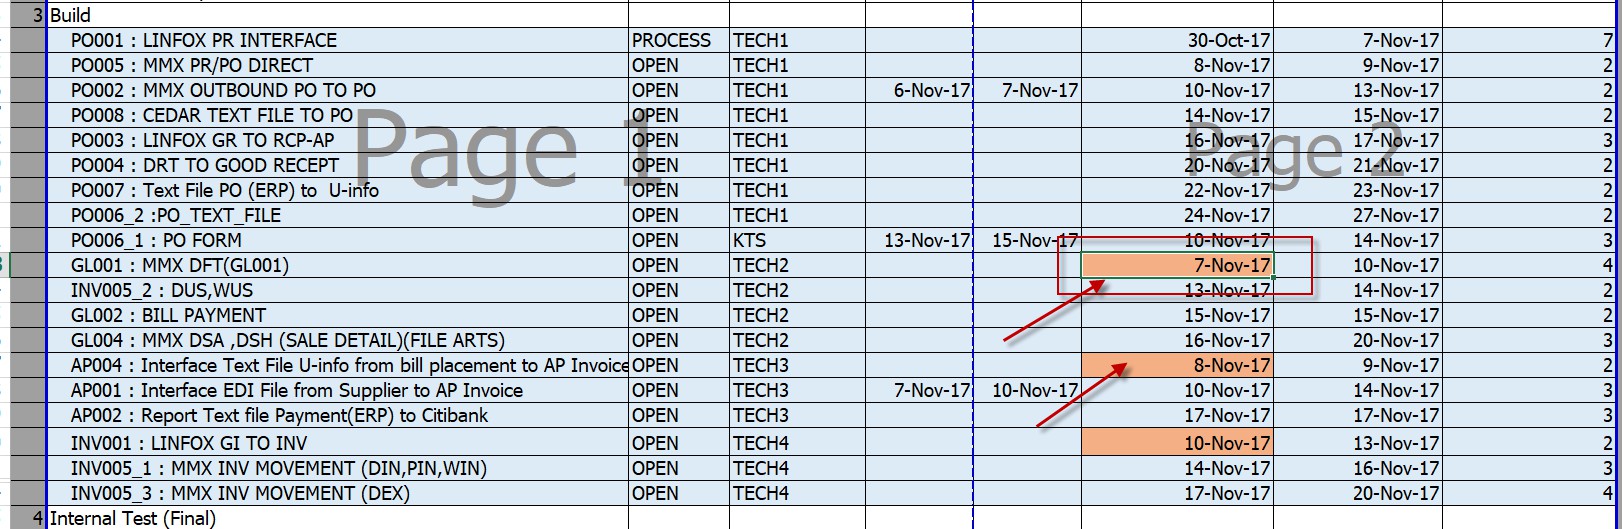 3 Build
PO001 : LINFOX PR INTERFACE PROCESS TECH1 30-Oct-17 7-Nov-17 7
PO005 : MMX PR/PO DIRECT OPEN TECH1 8-Nov-17 9-Nov-17 2
PO002 : MMX OUTBOUND PO TO PO OPEN TECH1 6-Nov-17 7-Nov-17 10-Nov-17 13-Nov-17 2
PO008 : CEDAR TEXT FILE TO PO OPEN TECH1 14-Nov-17 15-Nov-17 2
PO003 : LINFOX GR TO RCP-AP OPEN TECH1 16-Nov-17 17-Nov-17 3
PO004 : DRT TO GOOD RECEPT OPEN TECH1 20-Nov-17 21-Nov-17 2
PO007 : Text File PO (ERP) to  U-info OPEN TECH1 22-Nov-17 23-Nov-17 2
PO006_2 :PO_TEXT_FILE OPEN TECH1 24-Nov-17 27-Nov-17 2
PO006_1 : PO FORM OPEN KTS 13-Nov-17 15-Nov-17 10-Nov-17 14-Nov-17 3
GL001 : MMX DFT(GL001) OPEN TECH2 7-Nov-17 10-Nov-17 4
INV005_2 : DUS,WUS OPEN TECH2 13-Nov-17 14-Nov-17 2
GL002 : BILL PAYMENT OPEN TECH2 15-Nov-17 15-Nov-17 2
GL004 : MMX DSA ,DSH (SALE DETAIL)(FILE ARTS) OPEN TECH2 16-Nov-17 20-Nov-17 3
AP004 : Interface Text File U-info from bill placement to AP Invoice OPEN TECH3 8-Nov-17 9-Nov-17 2
AP001 : Interface EDI File from Supplier to AP Invoice OPEN TECH3 7-Nov-17 10-Nov-17 10-Nov-17 14-Nov-17 3
AP002 : Report Text file Payment(ERP) to Citibank OPEN TECH3 17-Nov-17 17-Nov-17 3
INV001 : LINFOX GI TO INV OPEN TECH4 10-Nov-17 13-Nov-17 2
INV005_1 : MMX INV MOVEMENT (DIN,PIN,WIN) OPEN TECH4 14-Nov-17 16-Nov-17 3
INV005_3 : MMX INV MOVEMENT (DEX) OPEN TECH4 17-Nov-17 20-Nov-17 4
4 Internal Test (Final)
Page 1
Page 2